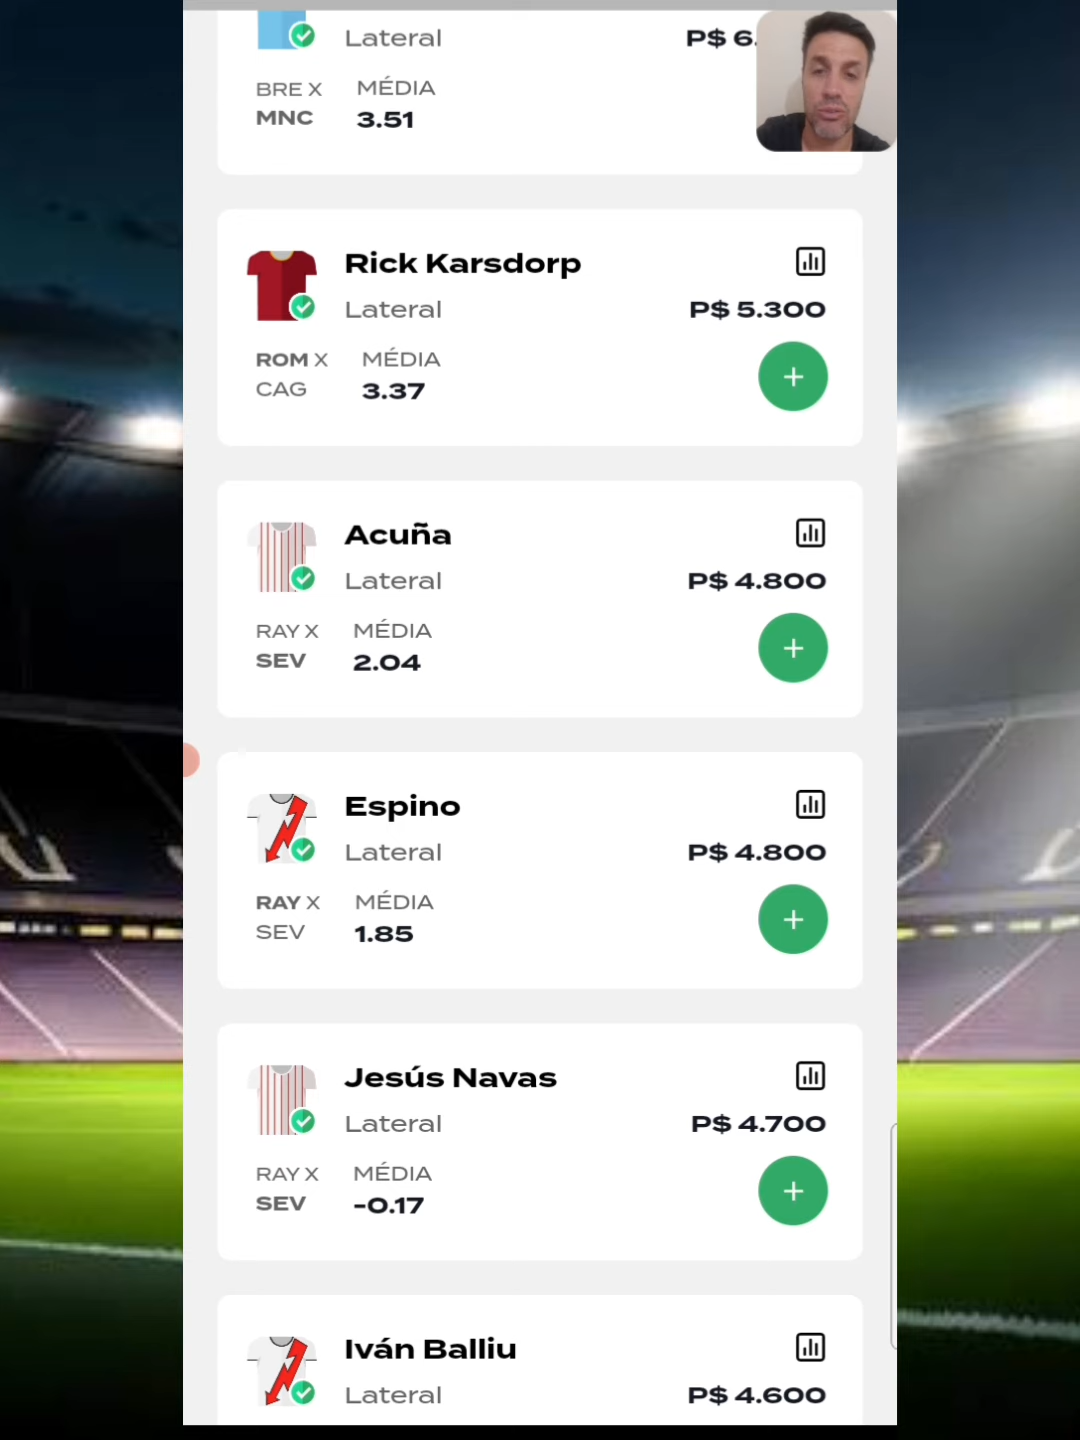 Lateral
P$ 6.
BRE X
MNC
MÉDIA
3.51
Rick Karsdorp
Lateral
P$ 5.300
ROM X
CAG
MÉDIA
3.37
Acuña
Lateral
P$ 4.800
RAY X
SEV
MÉDIA
2.04
Espino
Lateral
P$ 4.800
RAY X
SEV
MÉDIA
1.85
Jesús Navas
Lateral
P$ 4.700
RAY X
SEV
MÉDIA
-0.17
Iván Balliu
Lateral
P$ 4.600